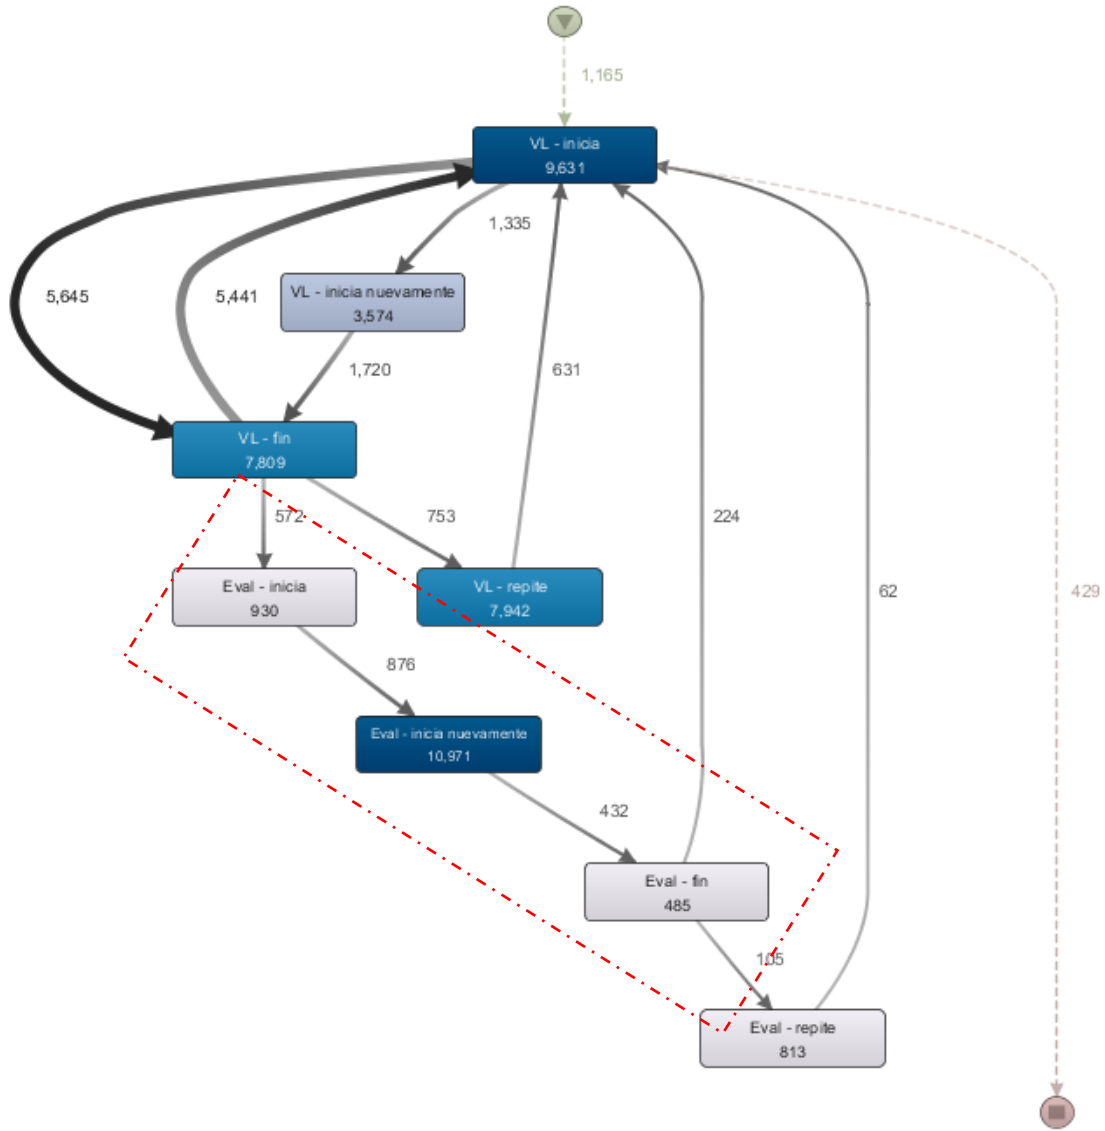 1,165
VL - inicia
9,631
1,335
5,645
5,441
VL - inicia nuevamente
3,574
1,720
631
VL - fin
7,809
572
753
224
Eval - inicia
930
VL - repite
7,942
62
429
876
Eval - inicia nuevamente
10,971
432
Eval - fin
485
105
Eval - repite
813